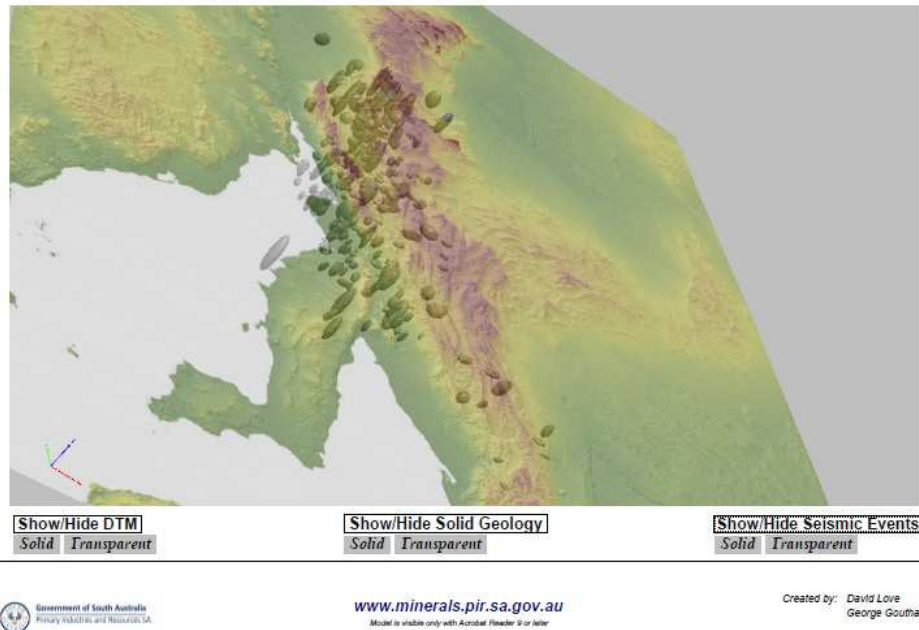 Show/Hide DTM
Solid Transparent
Show/Hide Solid Geology
Solid Transparent
Show/Hide Seismic Events
Solid Transparent
Government of South Australia
Primary Industries and Resources SA
www.minerals.pir.sa.gov.au
Model is visible only with Acrobat Reader 9 or later
Created by: David Love
George Goutha